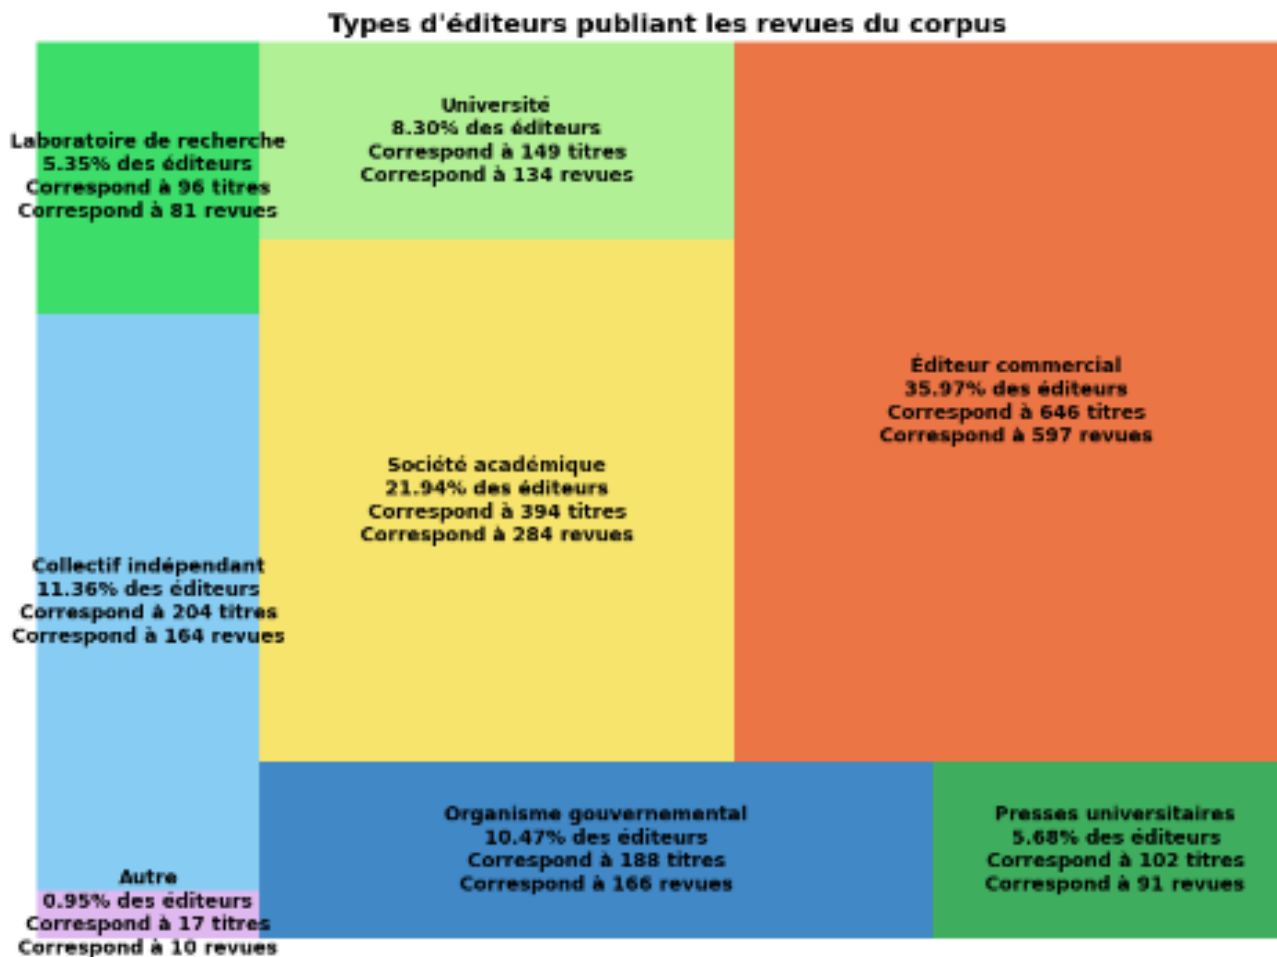 Types d'éditeurs publiant les revues du corpus
Laboratoire de recherche
5.35% des éditeurs
Correspond à 96 titres
Correspond à 81 revues
Université
8.30% des éditeurs
Correspond à 149 titres
Correspond à 134 revues
Éditeur commercial
35.97% des éditeurs
Correspond à 646 titres
Correspond à 597 revues
Société académique
21.94% des éditeurs
Correspond à 394 titres
Correspond à 284 revues
Collectif indépendant
11.36% des éditeurs
Correspond à 204 titres
Correspond à 164 revues
Organisme gouvernemental
10.47% des éditeurs
Correspond à 188 titres
Correspond à 166 revues
Presses universitaires
5.68% des éditeurs
Correspond à 102 titres
Correspond à 91 revues
Autre
0.95% des éditeurs
Correspond à 17 titres
Correspond à 10 revues